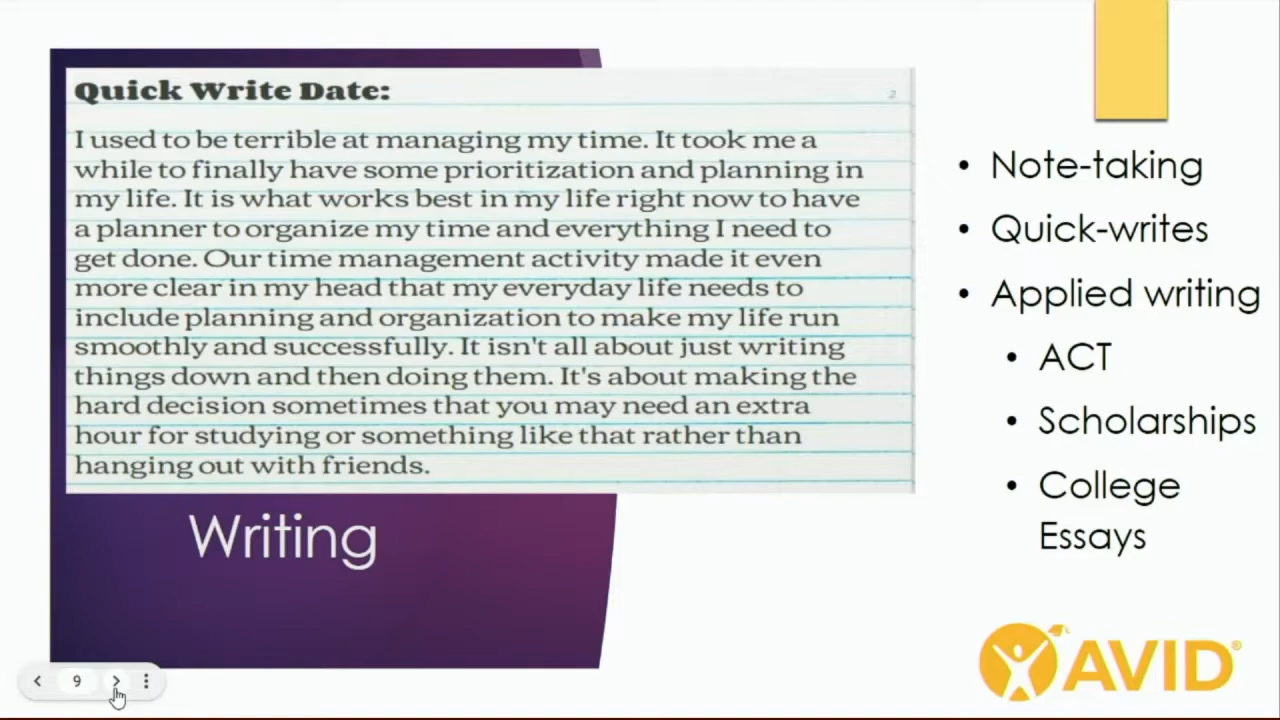 Quick Write Date:
2
I used to be terrible at managing my time. It took me a
while to finally have some prioritization and planning in
my life. It is what works best in my life right now to have
a planner to organize my time and everything I need to
get done. Our time management activity made it even
more clear in my head that my everyday life needs to
include planning and organization to make my life run
smoothly and successfully. It isn't all about just writing
things down and then doing them. It's about making the
hard decision sometimes that you may need an extra
hour for studying or something like that rather than
hanging out with friends.
Writing
• Note-taking
• Quick-writes
• Applied writing
• ACT
• Scholarships
• College
Essays
AVID®
9